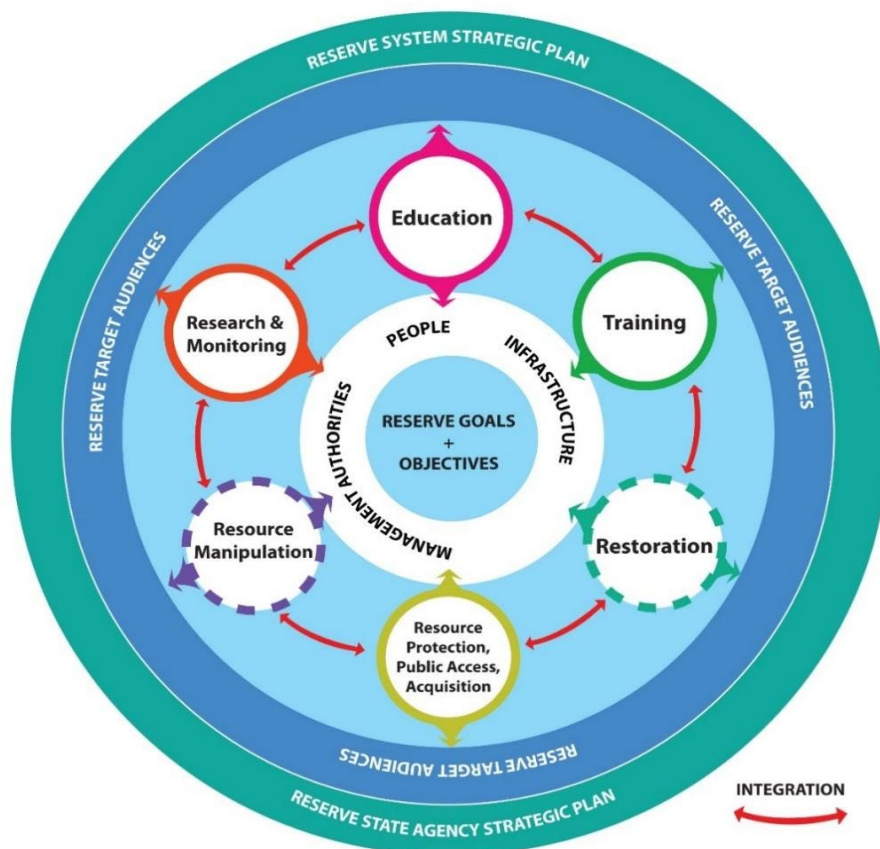 RESERVE SYSTEM STRATEGIC PLAN
RESERVE TARGET AUDIENCES
RESERVE TARGET AUDIENCES
Education
Research &
Monitoring
Training
PEOPLE
INFRASTRUCTURE
MANAGEMENT AUTHORITIES
RESERVE GOALS
+
OBJECTIVES
Resource
Manipulation
Restoration
Resource
Protection,
Public Access,
Acquisition
RESERVE TARGET AUDIENCES
RESERVE STATE AGENCY STRATEGIC PLAN
INTEGRATION